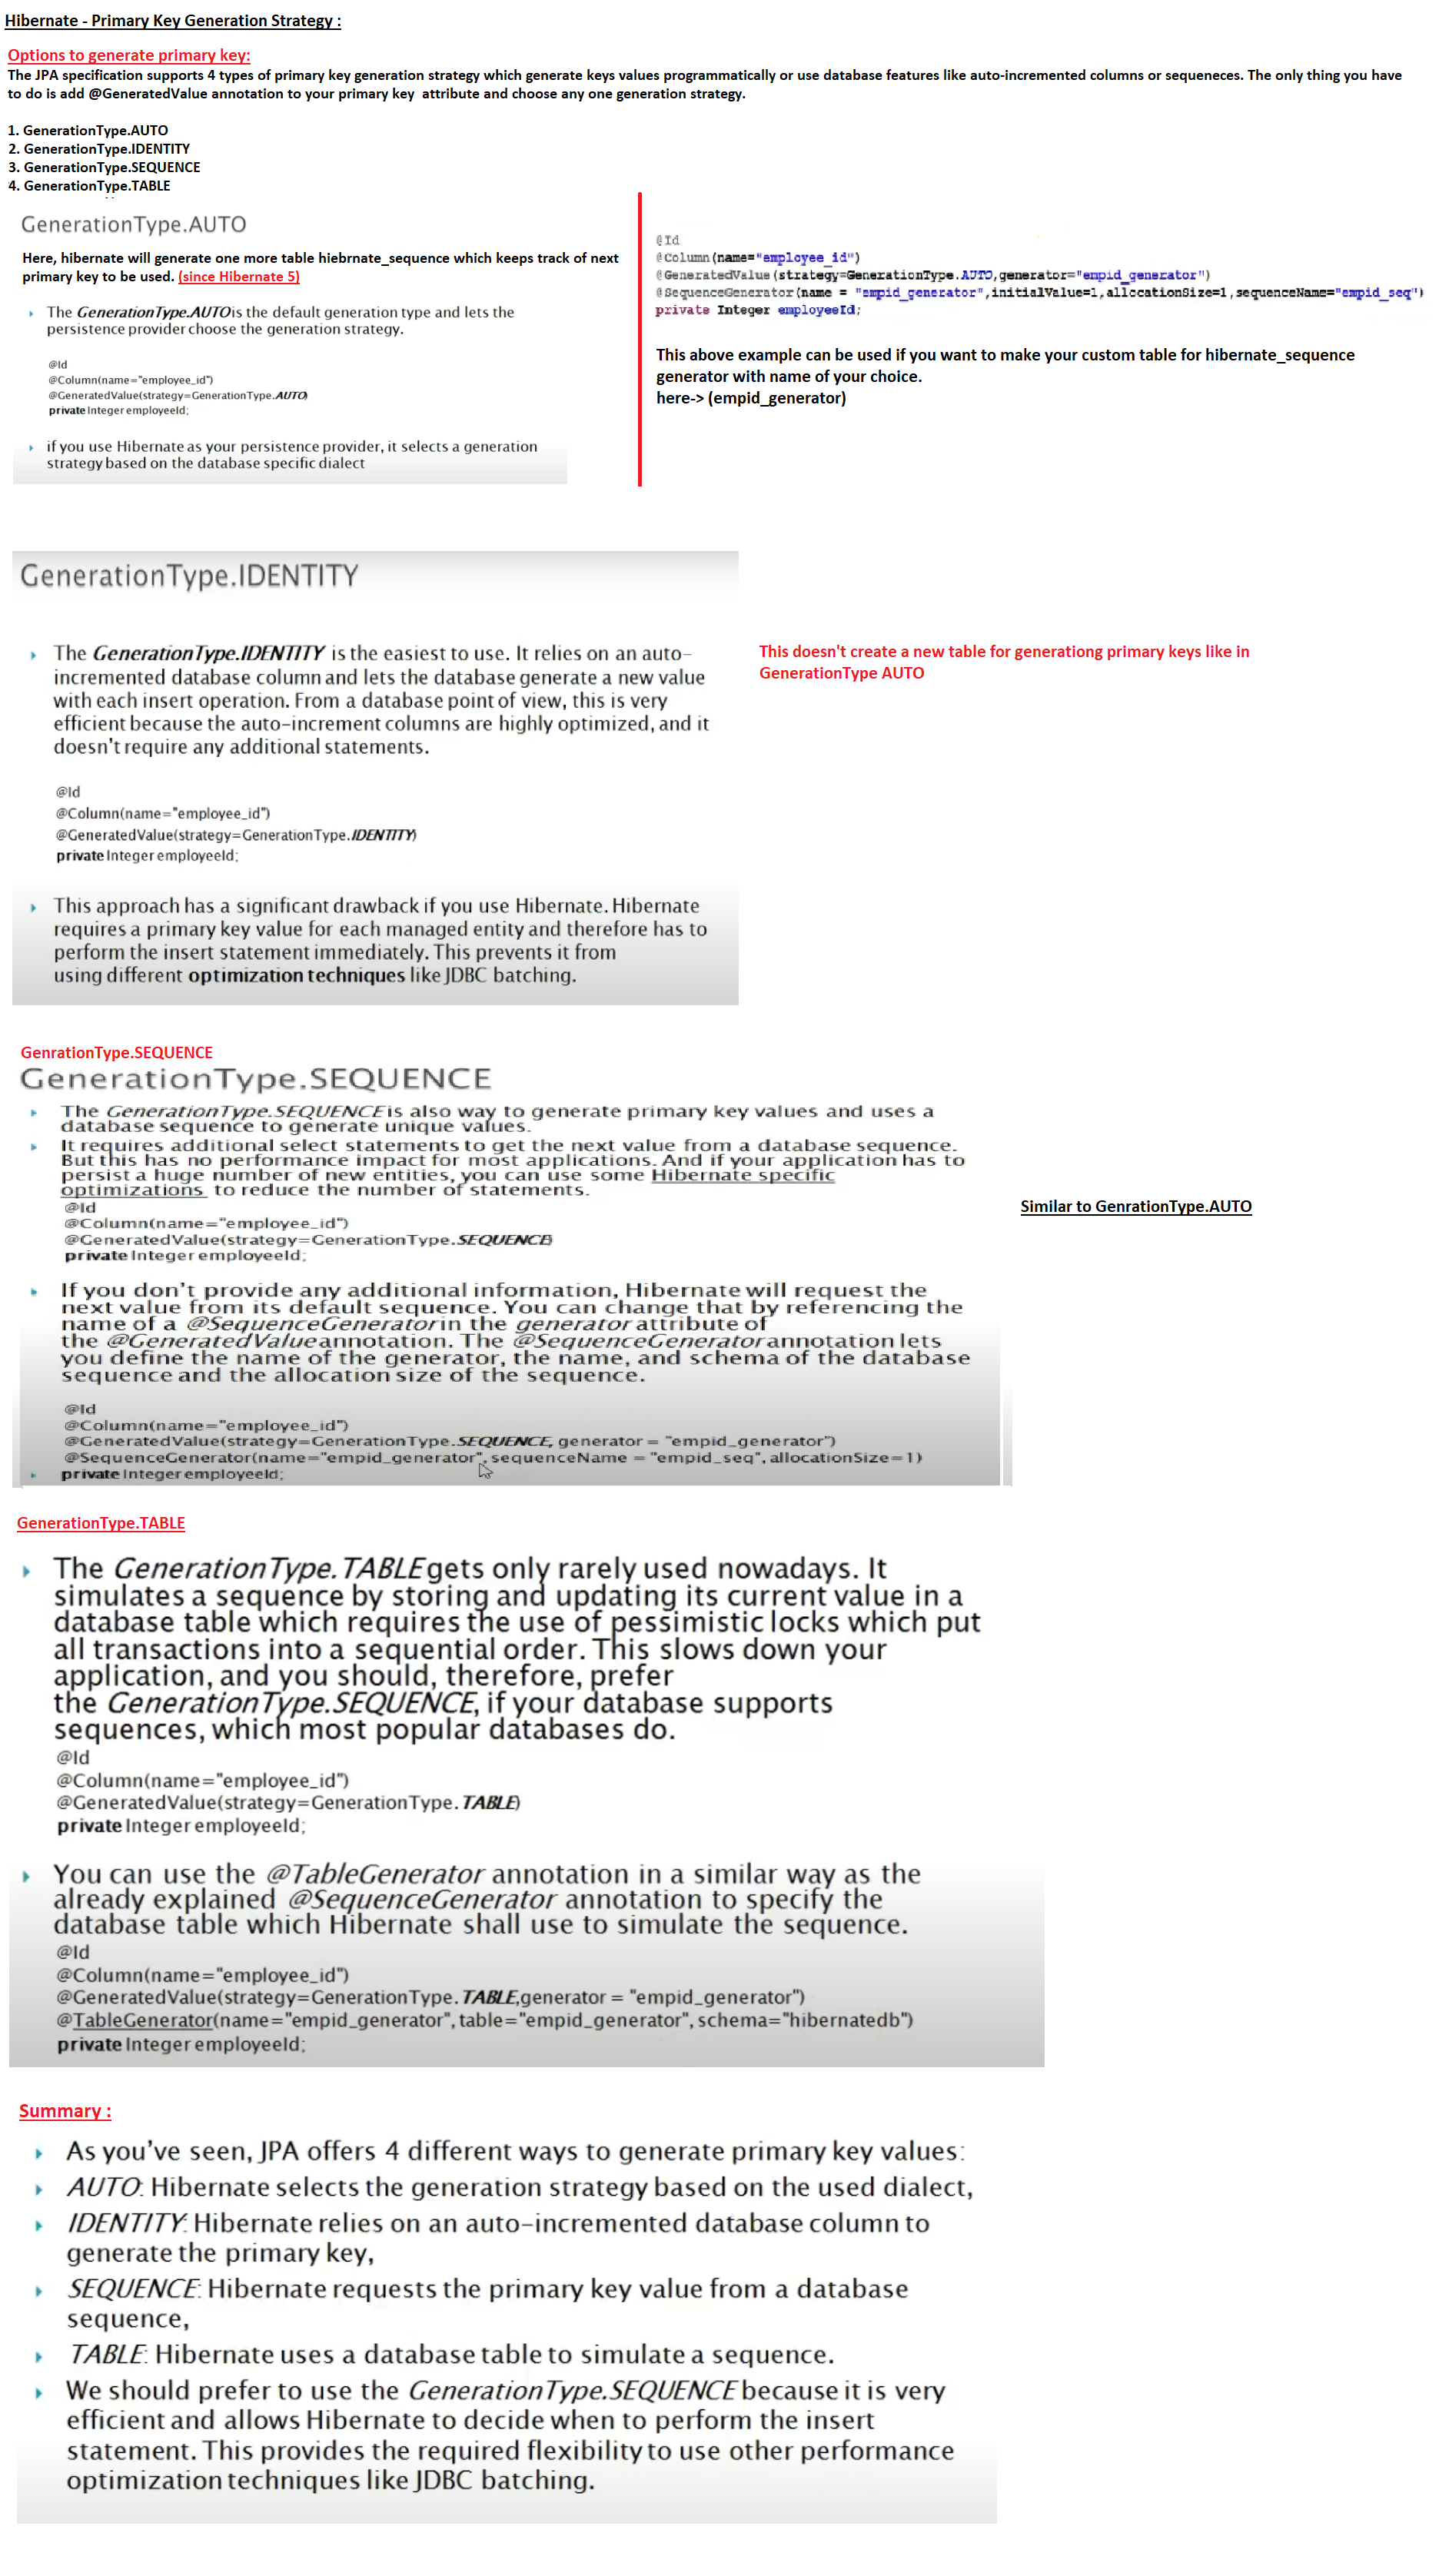 Hibernate - Primary Key Generation Strategy :
Options to generate primary key:
The JPA specification supports 4 types of primary key generation strategy which generate keys values programmatically or use database features like auto-incremented columns or sequeneces. The only thing you have
to do is add @GeneratedValue annotation to your primary key attribute and choose any one generation strategy.
1. GenerationType.AUTO
2. GenerationType.IDENTITY
3. GenerationType.SEQUENCE
4. GenerationType.TABLE
GenerationType.AUTO
Here, hibernate will generate one more table hiebrnate_sequence which keeps track of next
primary key to be used. (since Hibernate 5)
The GenerationType.AUTO is the default generation type and lets the
persistence provider choose the generation strategy.
@Id
@Column(name="employee_id")
@GeneratedValue(strategy=GenerationType.AUTO)
private Integer employeeId;
if you use Hibernate as your persistence provider, it selects a generation
strategy based on the database specific dialect
@Id
@Column(name="employee_id")
@GeneratedValue(strategy=GenerationType.AUTO,generator="empid_generator")
@SequenceGenerator(name = "empid_generator",initialValue=1,allocationSize=1,sequenceName="empid_seq")
private Integer employeeId;
This above example can be used if you want to make your custom table for hibernate_sequence
generator with name of your choice.
here-> (empid_generator)
GenerationType.IDENTITY
The GenerationType.IDENTITY is the easiest to use. It relies on an auto-
incremented database column and lets the database generate a new value
with each insert operation. From a database point of view, this is very
efficient because the auto-increment columns are highly optimized, and it
doesn't require any additional statements.
@Id
@Column(name="employee_id")
@GeneratedValue(strategy=GenerationType.IDENTITY)
private Integer employeeId;
This approach has a significant drawback if you use Hibernate. Hibernate
requires a primary key value for each managed entity and therefore has to
perform the insert statement immediately. This prevents it from
using different optimization techniques like JDBC batching.
This doesn't create a new table for generationg primary keys like in
GenerationType AUTO
GenrationType.SEQUENCE
GenerationType.SEQUENCE
The GenerationType.SEQUENCE is also way to generate primary key values and uses a
database sequence to generate unique values.
It requires additional select statements to get the next value from a database sequence.
But this has no performance impact for most applications. And if your application has to
persist a huge number of new entities, you can use some Hibernate specific
optimizations to reduce the number of statements.
@Id
@Column(name="employee_id")
@GeneratedValue(strategy=GenerationType.SEQUENCE)
private Integer employeeId;
If you don't provide any additional information, Hibernate will request the
next value from its default sequence. You can change that by referencing the
name of a @SequenceGenerator in the generator attribute of
the @GeneratedValue annotation. The @SequenceGenerator annotation lets
you define the name of the generator, the name, and schema of the database
sequence and the allocation size of the sequence.
@Id
@Column(name="employee_id")
@GeneratedValue(strategy=GenerationType.SEQUENCE, generator = "empid_generator")
@SequenceGenerator(name="empid_generator", sequenceName = "empid_seq", allocationSize=1)
private Integer employeeId;
Similar to GenrationType.AUTO
GenerationType.TABLE
The GenerationType.TABLE gets only rarely used nowadays. It
simulates a sequence by storing and updating its current value in a
database table which requires the use of pessimistic locks which put
all transactions into a sequential order. This slows down your
application, and you should, therefore, prefer
the GenerationType.SEQUENCE, if your database supports
sequences, which most popular databases do.
@Id
@Column(name="employee_id")
@GeneratedValue(strategy=GenerationType.TABLE)
private Integer employeeId;
You can use the @TableGenerator annotation in a similar way as the
already explained @SequenceGenerator annotation to specify the
database table which Hibernate shall use to simulate the sequence.
@Id
@Column(name="employee_id")
@GeneratedValue(strategy=GenerationType.TABLE,generator = "empid_generator")
@TableGenerator(name="empid_generator", table="empid_generator", schema="hibernatedb")
private Integer employeeId;
Summary :
As you've seen, JPA offers 4 different ways to generate primary key values:
AUTO: Hibernate selects the generation strategy based on the used dialect,
IDENTITY: Hibernate relies on an auto-incremented database column to
generate the primary key,
SEQUENCE: Hibernate requests the primary key value from a database
sequence,
TABLE: Hibernate uses a database table to simulate a sequence.
We should prefer to use the GenerationType.SEQUENCE because it is very
efficient and allows Hibernate to decide when to perform the insert
statement. This provides the required flexibility to use other performance
optimization techniques like JDBC batching.